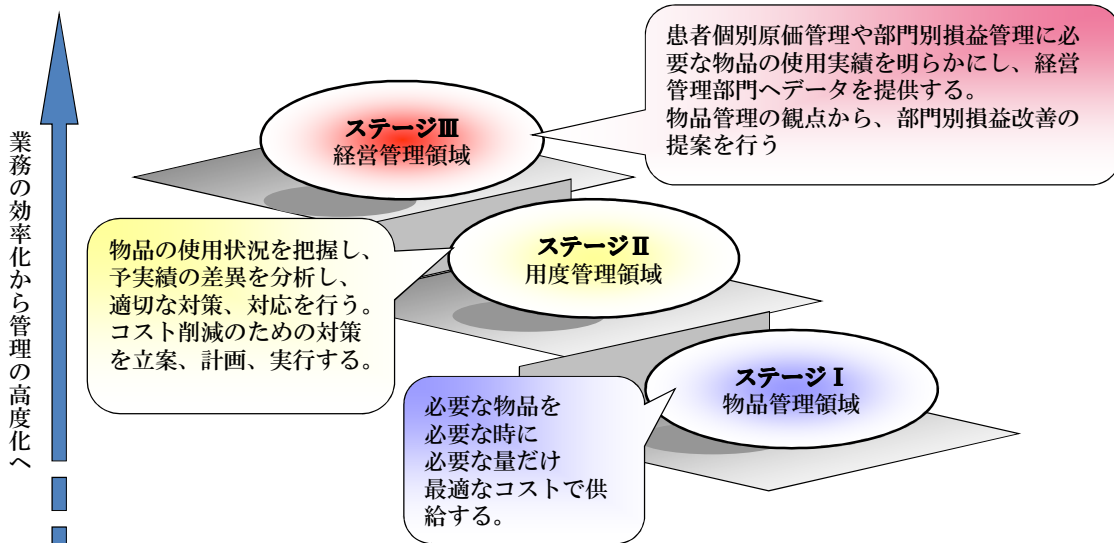 業務の効率化から管理の高度化へ
患者個別原価管理や部門別損益管理に必
要な物品の使用実績を明らかにし、経営
管理部門へデータを提供する。
物品管理の観点から、部門別損益改善の
提案を行う
ステージⅢ
経営管理領域
物品の使用状況を把握し、
予実績の差異を分析し、
適切な対策、対応を行う。
コスト削減のための対策
を立案、計画、実行する。
ステージⅡ
用度管理領域
ステージⅠ
物品管理領域
必要な物品を
必要な時に
必要な量だけ
最適なコストで供
給する。